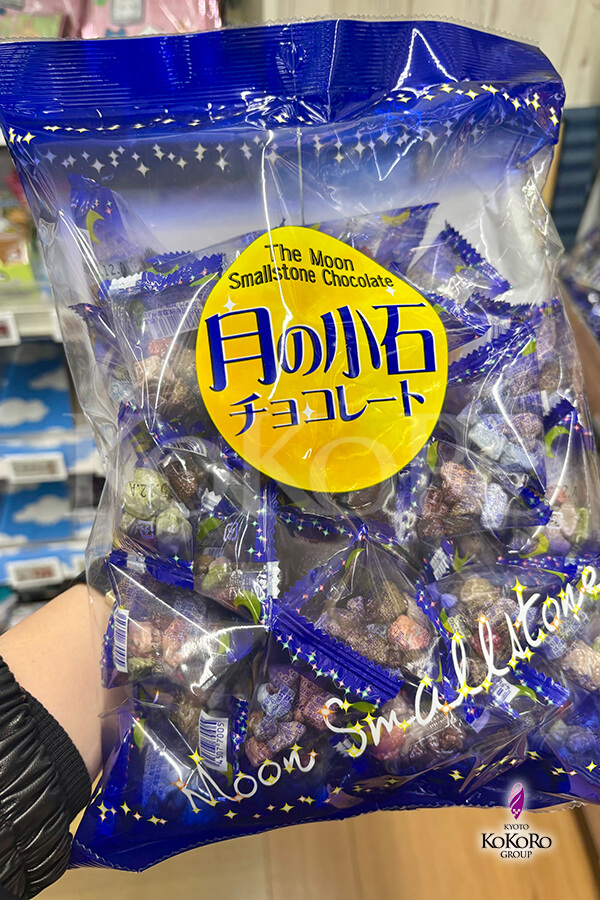 The Moon
Smallstone Chocolate
月の小石
チョコレート
KoKoRo
Moon Smallstone
KYOTO
KoKoRo
GROUP